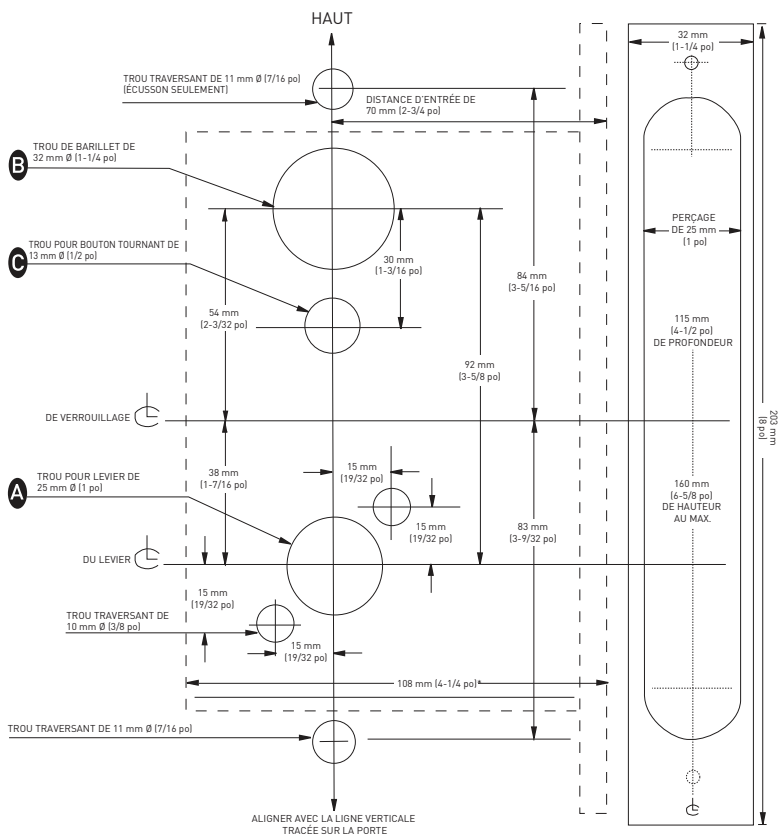 HAUT
TROU TRAVERSANT DE 11 mm Ø (7/16 po)
(ÉCUSSON SEULEMENT)
DISTANCE D'ENTRÉE DE
70 mm (2-3/4 po)
32 mm
(1-1/4 po)
B
TROU DE BARILLET DE
32 mm Ø (1-1/4 po)
C
TROU POUR BOUTON TOURNANT DE
13 mm Ø (1/2 po)
30 mm
(1-3/16 po)
84 mm
(3-5/16 po)
PERÇAGE
DE 25 mm
(1 po)
54 mm
(2-3/32 po)
92 mm
(3-5/8 po)
115 mm
(4-1/2 po)
DE PROFONDEUR
DE VERROUILLAGE
203 mm
(8 po)
38 mm
(1-7/16 po)
15 mm
(19/32 po)
A
TROU POUR LEVIER DE
25 mm Ø (1 po)
15 mm
(19/32 po)
83 mm
(3-9/32 po)
160 mm
(6-5/8 po)
DE HAUTEUR
AU MAX.
DU LEVIER
15 mm
(19/32 po)
TROU TRAVERSANT DE
10 mm Ø (3/8 po)
15 mm
(19/32 po)
108 mm (4-1/4 po)*
TROU TRAVERSANT DE 11 mm Ø (7/16 po)
ALIGNER AVEC LA LIGNE VERTICALE
TRACÉE SUR LA PORTE